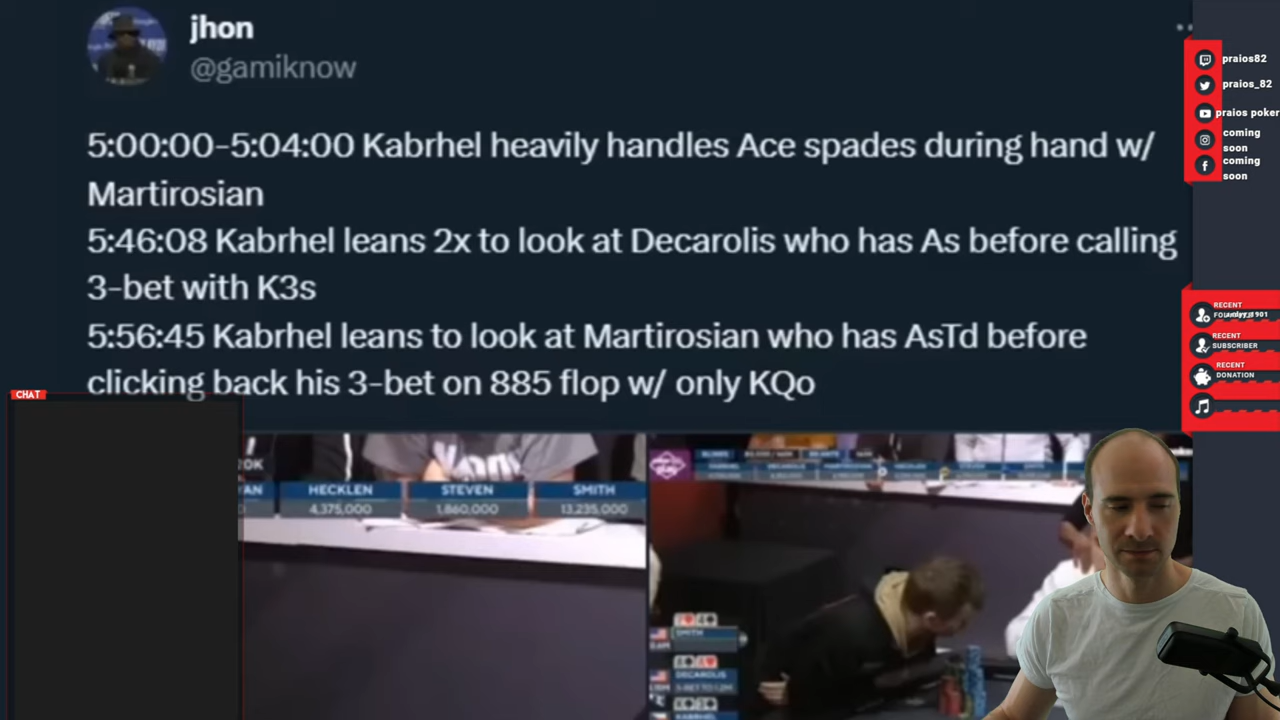 jhon
@gamiknow
5:00:00-5:04:00 Kabrhel heavily handles Ace spades during hand w/
Martirosian
5:46:08 Kabrhel leans 2x to look at Decarolis who has As before calling
3-bet with K3s
5:56:45 Kabrhel leans to look at Martirosian who has AsTd before
clicking back his 3-bet on 885 flop w/ only KQo
praios82
praios_82
praios poker
coming
soon
coming
soon
RECENT
RECENT
SUBSCRIBER
RECENT
DONATION
CHAT
HECKLEN
STEVEN
SMITH
4,375,000
1,860,000
13,235,000
SMITH
DECAROLIS
KABRHEL